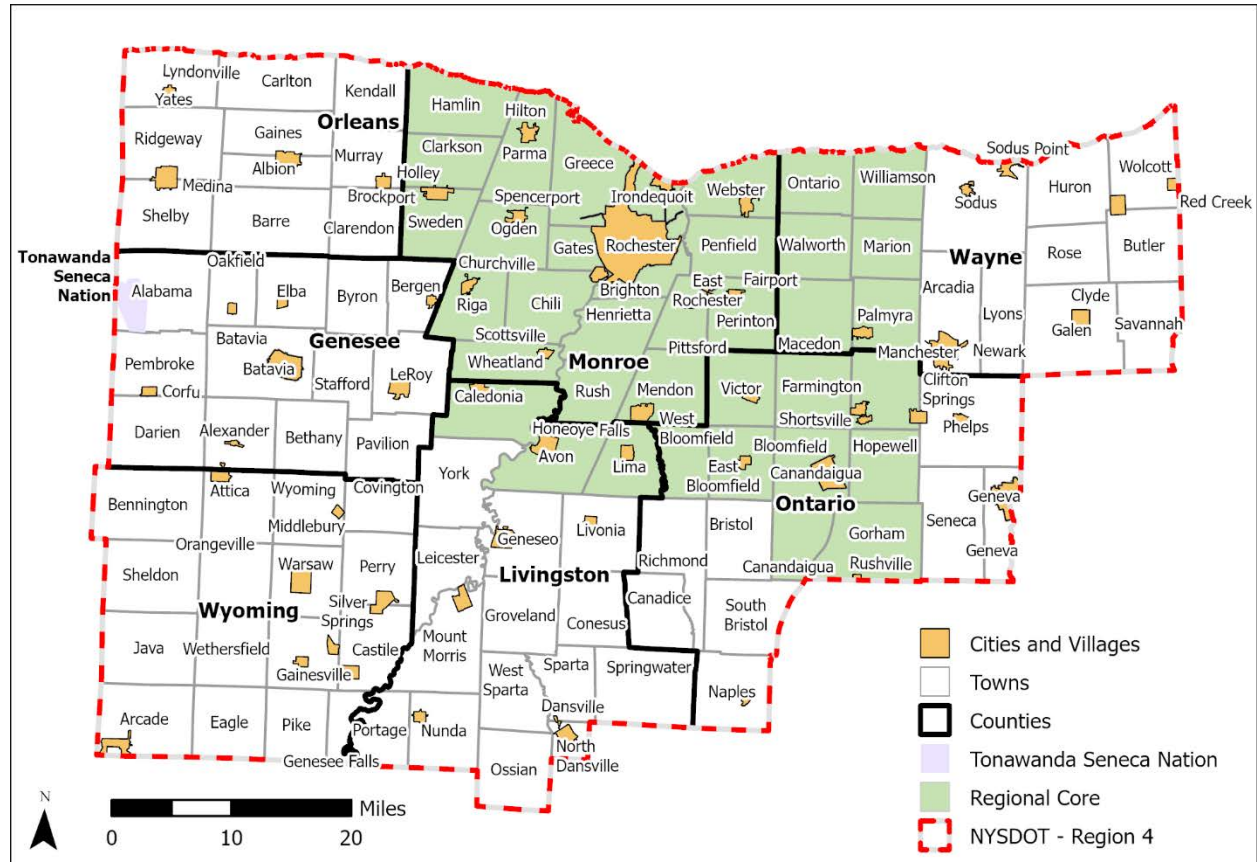 Lyndonville
Yates
Carlton
Kendall
Ridgeway
Gaines
Orleans
Albion
Murray
Holley
Medina
Shelby
Barre
Clarendon
Brockport
Hamlin
Hilton
Clarkson
Parma
Greece
Sweden
Spencerport
Ogden
Irondequoit
Webster
Gates
Rochester
Penfield
Churchville
Riga
Chili
Brighton
Henrietta
East
Rochester
Fairport
Perinton
Pittsford
Scottsville
Wheatland
Monroe
Rush
Mendon
Ontario
Williamson
Walworth
Marion
Palmyra
Macedon
Manchester
Sodus Point
Sodus
Huron
Wolcott
Red Creek
Wayne
Rose
Butler
Arcadia
Lyons
Clyde
Galen
Savannah
Newark
Tonawanda
Seneca
Nation
Oakfield
Alabama
Elba
Byron
Bergen
Batavia
Genesee
Pembroke
Batavia
Stafford
LeRoy
Corfu
Darien
Alexander
Bethany
Pavilion
Caledonia
Honeoye Falls
Avon
Lima
York
West
Bloomfield
Victor
Farmington
Shortsville
Clifton
Springs
Phelps
Bloomfield
Hopewell
East
Bloomfield
Canandaigua
Ontario
Geneva
Seneca
Geneva
Bennington
Attica
Wyoming
Covington
Middlebury
Orangeville
Sheldon
Warsaw
Perry
Wyoming
Silver
Springs
Java
Wethersfield
Castile
Gainesville
Arcade
Eagle
Pike
Portage
Genesee Falls
Leicester
Geneseo
Livonia
Livingston
Groveland
Conesus
Mount
Morris
West
Sparta
Sparta
Springwater
Nunda
Dansville
North
Dansville
Ossian
Richmond
Bristol
Canandaigua
Gorham
Rushville
Canadice
South
Bristol
Naples
Cities and Villages
Towns
Counties
Tonawanda Seneca Nation
Regional Core
NYSDOT - Region 4
N
Miles
0 10 20